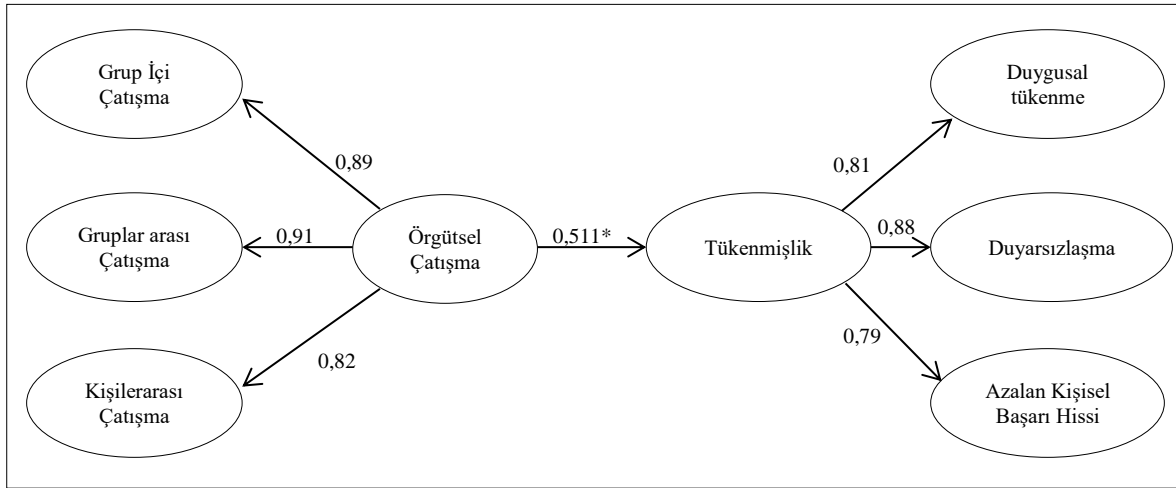 Grup İçi
Çatışma
Duygusal
tükenme
0,89
0,81
Gruplar arası
Çatışma
0,91
Örgütsel
Çatışma
0,511*
Tükenmişlik
0,88
Duyarsızlaşma
0,82
0,79
Kişilerarası
Çatışma
Azalan Kişisel
Başarı Hissi